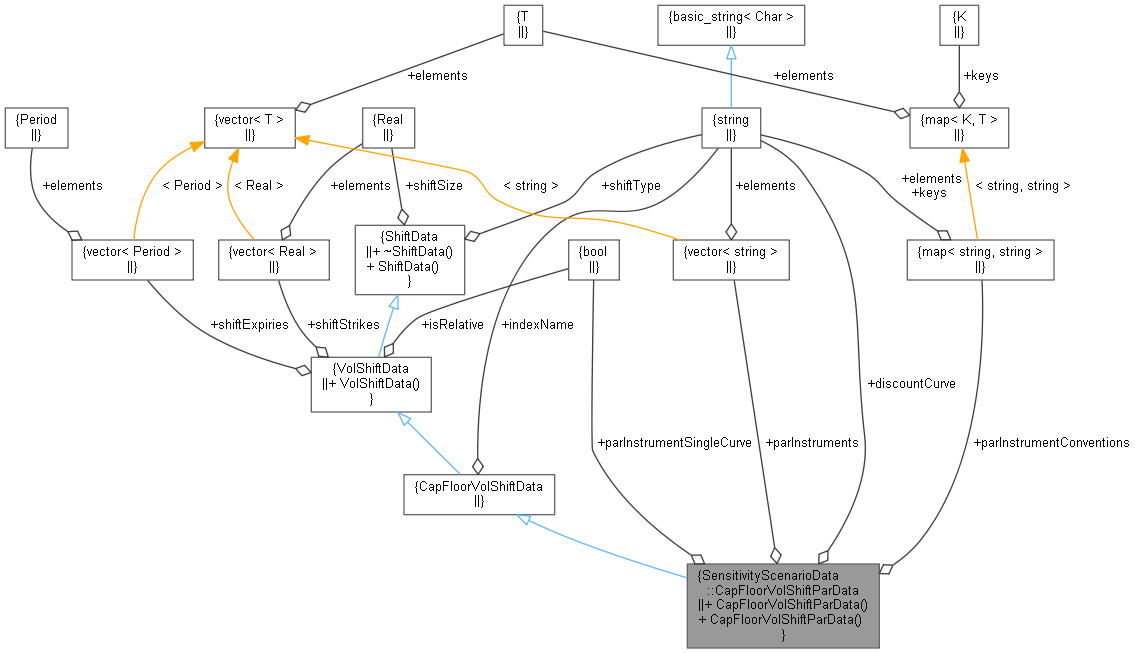 {T
||}
{basic_string< Char >
||}
{K
||}
+elements
+elements
+keys
{Period
||}
{vector< T >
||}
{Real
||}
{string
||}
{map< K, T >
||}
+elements
< Period >
< Real >
+elements
+shiftSize
< string >
+shiftType
+elements
+elements
+keys
< string, string >
{vector< Period >
||}
{vector< Real >
||}
{ShiftData
||+ ~ShiftData()
+ ShiftData()
}
{bool
||}
{vector< string >
||}
{map< string, string >
||}
+shiftExpiries
+shiftStrikes
+isRelative
+indexName
{VolShiftData
||+ VolShiftData()
}
+discountCurve
+parInstrumentSingleCurve
+parInstruments
+parInstrumentConventions
{CapFloorVolShiftData
||}
{SensitivityScenarioData
::CapFloorVolShiftParData
||+ CapFloorVolShiftParData()
+ CapFloorVolShiftParData()
}